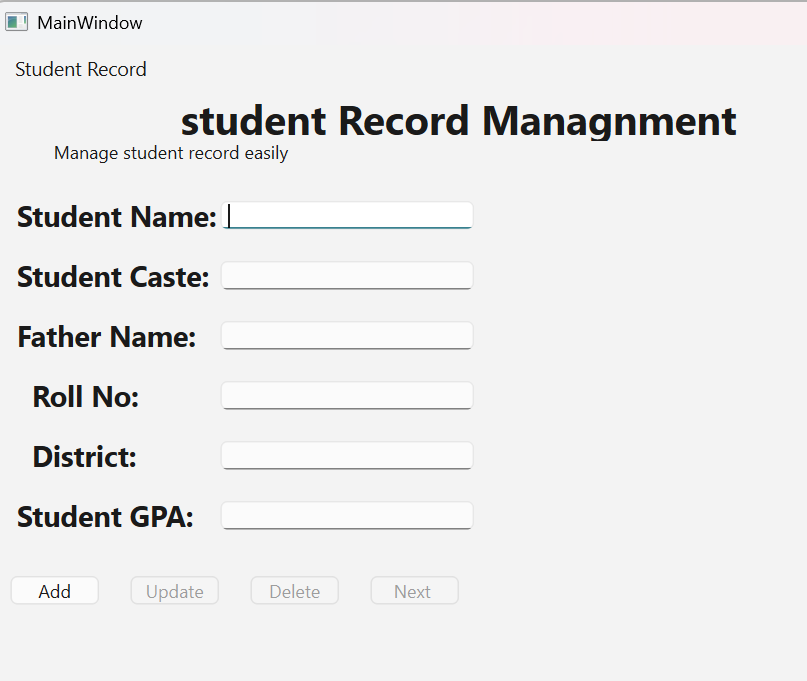 MainWindow
Student Record
student Record Managnment
Manage student record easily
Student Name:
Student Caste:
Father Name:
Roll No:
District:
Student GPA:
Add Update Delete Next